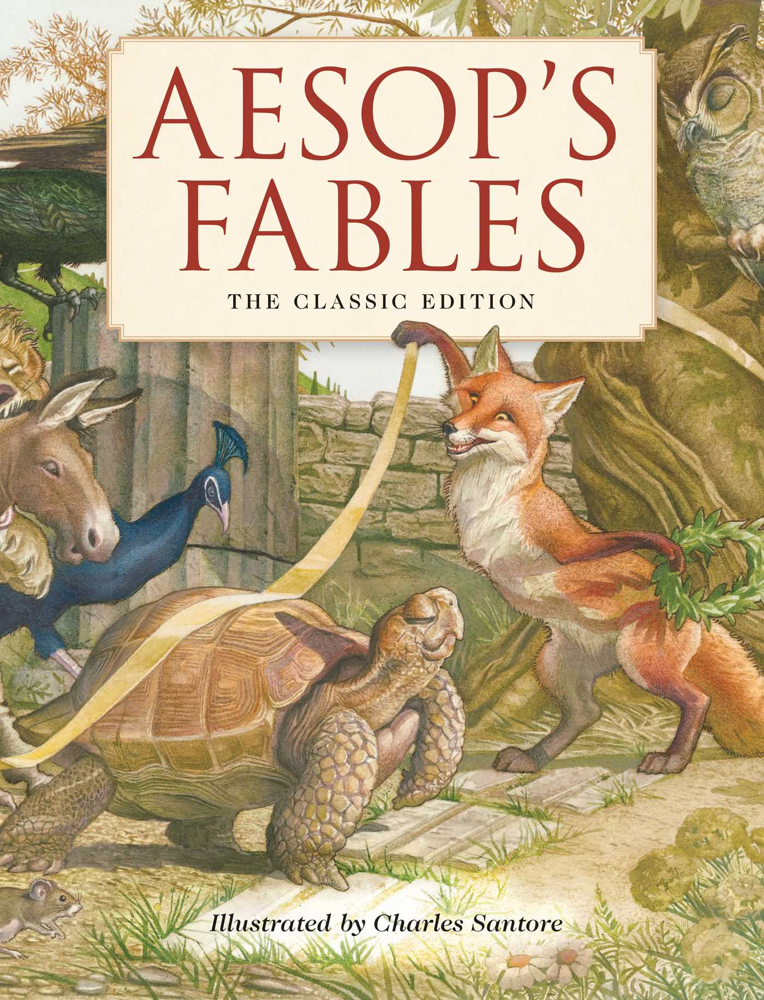 AESOP'S
FABLES
THE CLASSIC EDITION
Illustrated by Charles Santore